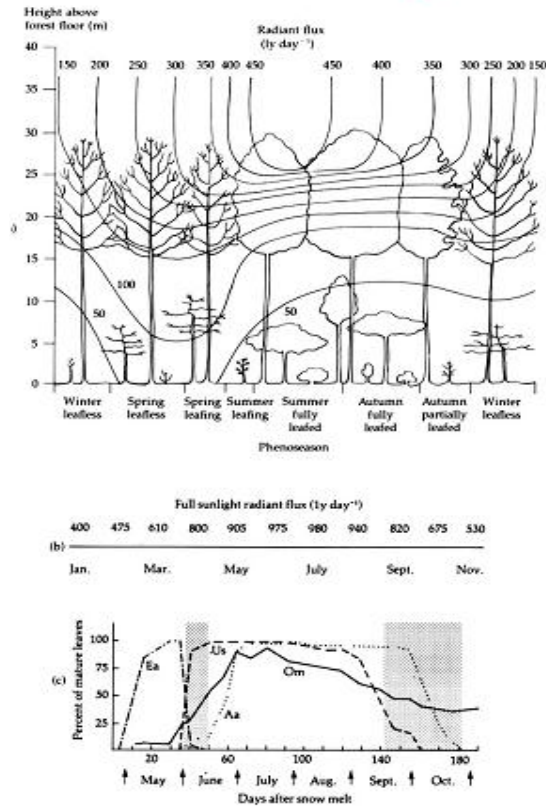 Height above
forest floor (m)
Radiant flux
(1y day⁻¹)
40
150 200 250 300 350 400 450 450 400 350 300 250 200 150
35
30
25
20
15
100
10
50
50
5
0
Winter
leafless
Spring
leafless
Spring
leafing
Summer
leafing
Summer
fully
leafed
Autumn
fully
leafed
Autumn
partially
leafed
Winter
leafless
Phenoseason
Full sunlight radiant flux (1y day⁻¹)
400 475 610 800 905 975 980 940 820 675 530
(b)
Jan. Mar. May July Sept. Nov.
Percent of mature leaves
100
75
50
25
(c)
Ea
Us
Om
Aa
20 60 100 140 180
May June July Aug. Sept. Oct.
Days after snow melt